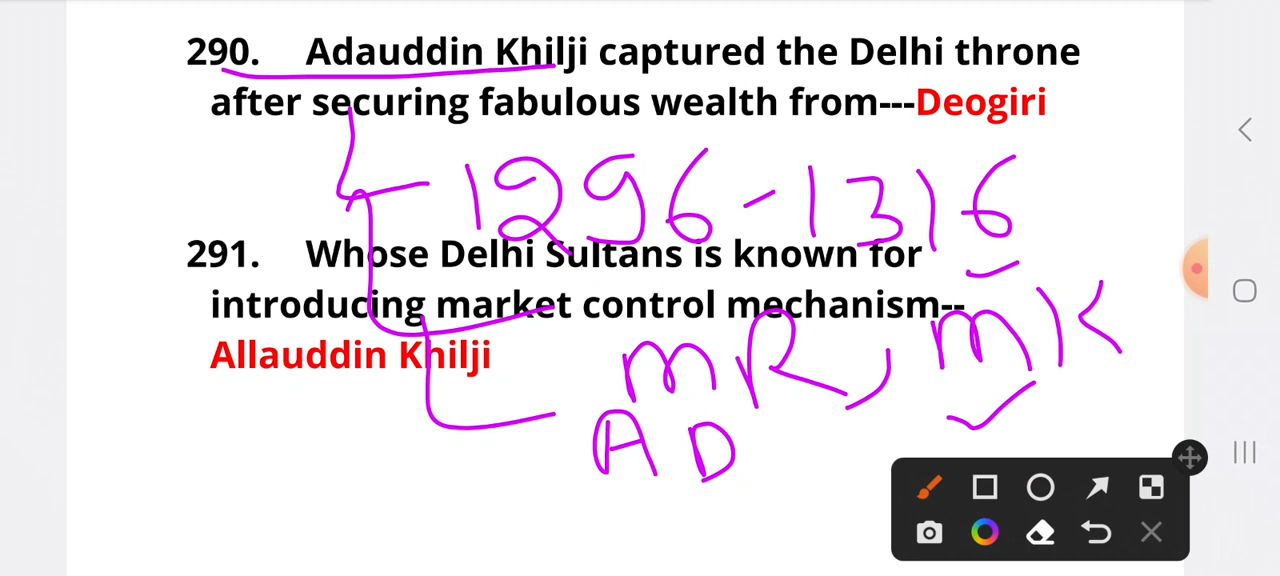 290. Adauddin Khilji captured the Delhi throne
after securing fabulous wealth from---Deogiri
1296-1316
291. Whose Delhi Sultans is known for
introducing market control mechanism--
Allauddin Khilji
MR, MK
AD